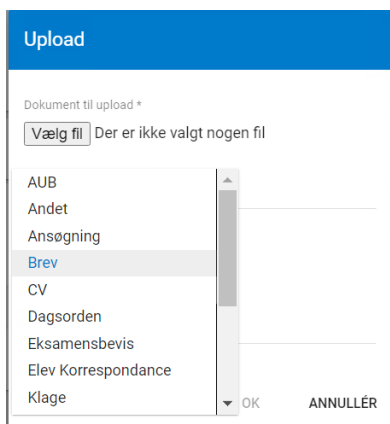 Upload
Dokument til upload *
Vælg fil Der er ikke valgt nogen fil
AUB
Andet
Ansøgning
Brev
CV
Dagsorden
Eksamensbevis
Elev Korrespondance
Klage
OK ANNULLÉR